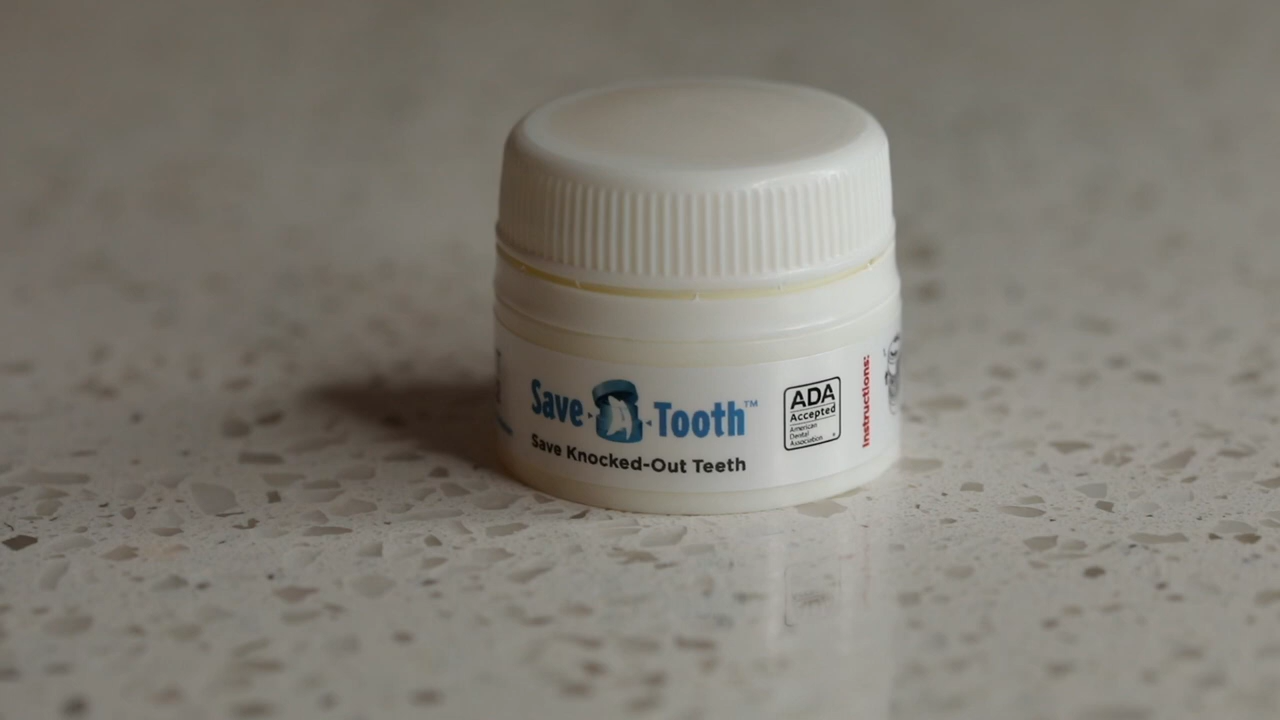 Save A Tooth™
Save Knocked-Out Teeth
ADA
Accepted
American
Dental
Association
Instructions: